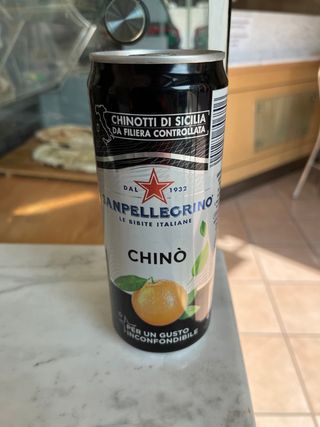 CHINOTTI DI SICILIA
DA FILIERA CONTROLLATA
DAL 1932
SANPELLEGRINO
LE BIBITE ITALIANE
CHINÒ
PER UN GUSTO
INCONFONDIBILE